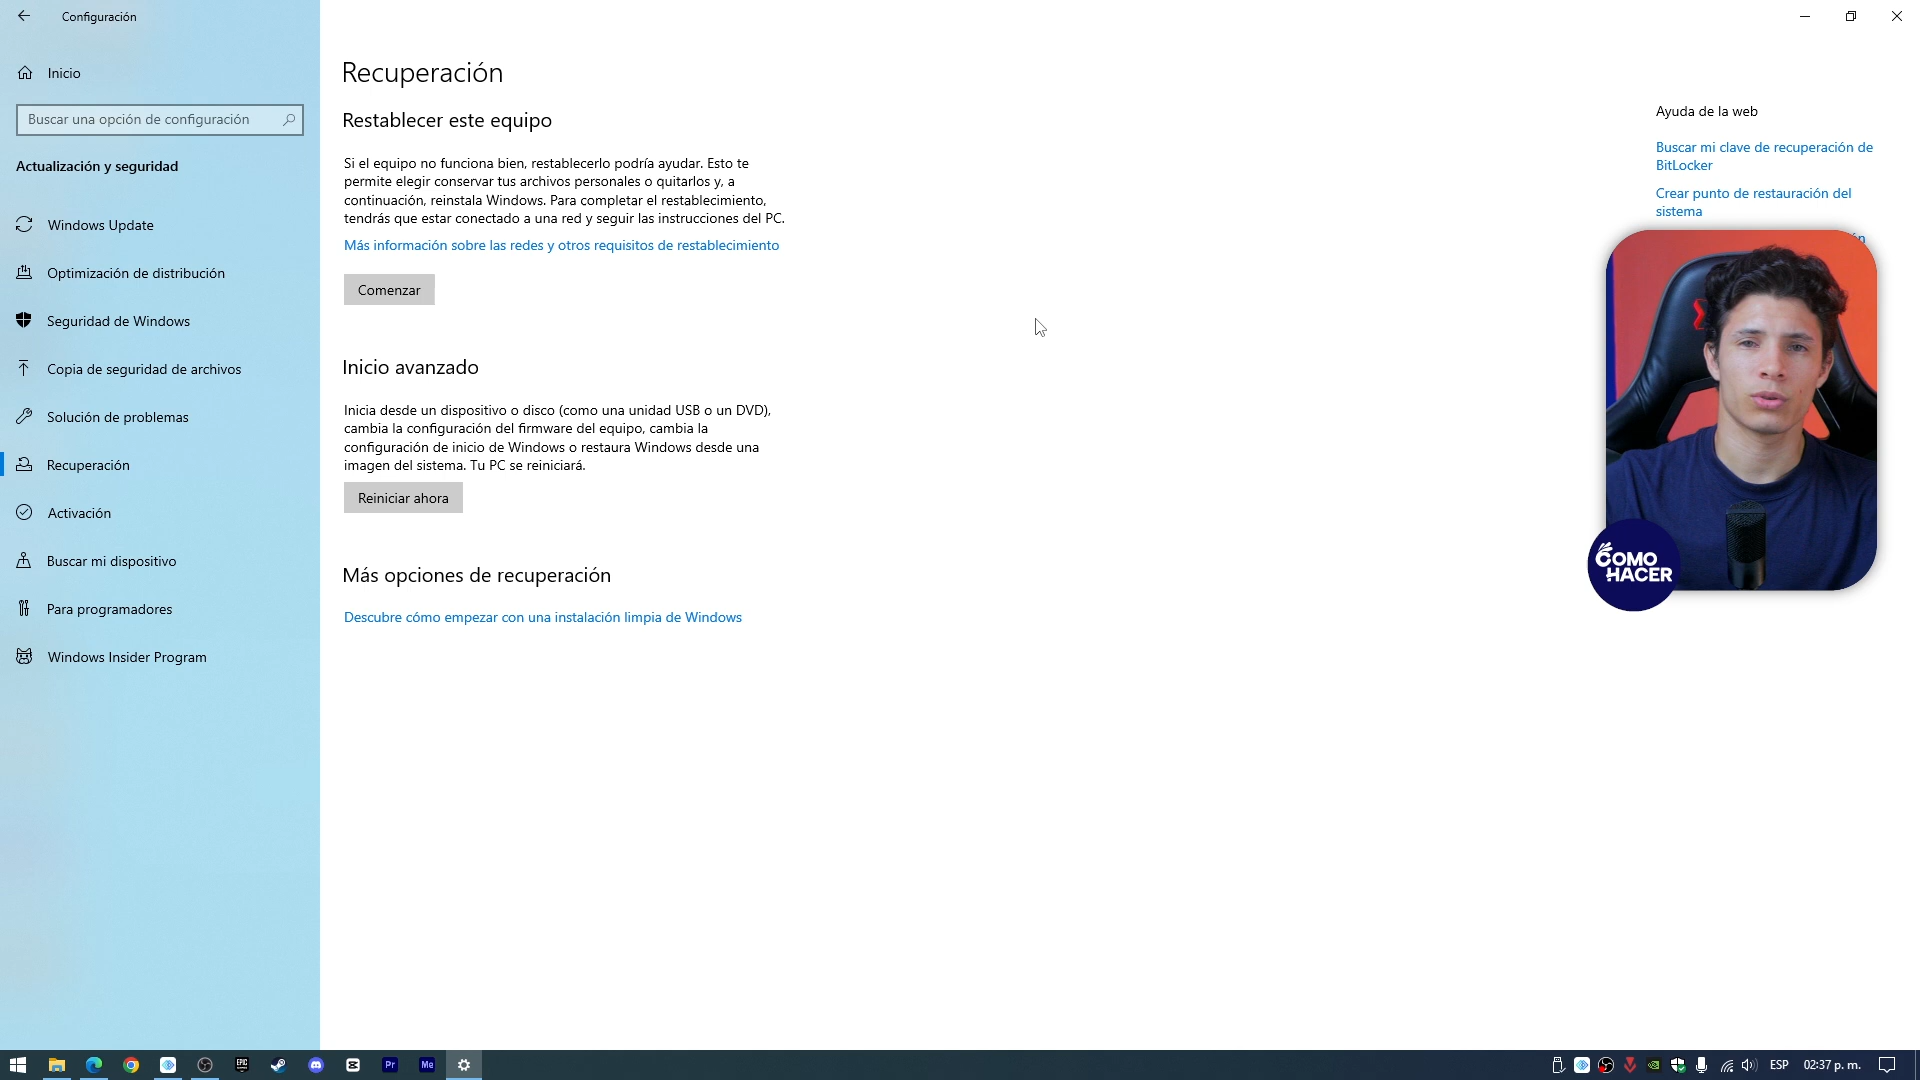 Configuración
Inicio
Buscar una opción de configuración
Actualización y seguridad
Windows Update
Optimización de distribución
Seguridad de Windows
Copia de seguridad de archivos
Solución de problemas
Recuperación
Activación
Buscar mi dispositivo
Para programadores
Windows Insider Program
Recuperación
Restablecer este equipo
Si el equipo no funciona bien, restablecerlo podría ayudar. Esto te
permite elegir conservar tus archivos personales o quitarlos y, a
continuación, reinstala Windows. Para completar el restablecimiento,
tendrás que estar conectado a una red y seguir las instrucciones del PC.
Más información sobre las redes y otros requisitos de restablecimiento
Comenzar
Inicio avanzado
Inicia desde un dispositivo o disco (como una unidad USB o un DVD),
cambia la configuración del firmware del equipo, cambia la
configuración de inicio de Windows o restaura Windows desde una
imagen del sistema. Tu PC se reiniciará.
Reiniciar ahora
Más opciones de recuperación
Descubre cómo empezar con una instalación limpia de Windows
Ayuda de la web
Buscar mi clave de recuperación de
BitLocker
Crear punto de restauración del
sistema
COMO
HACER
EPIC
Pr
Me
ESP
02:37 p. m.